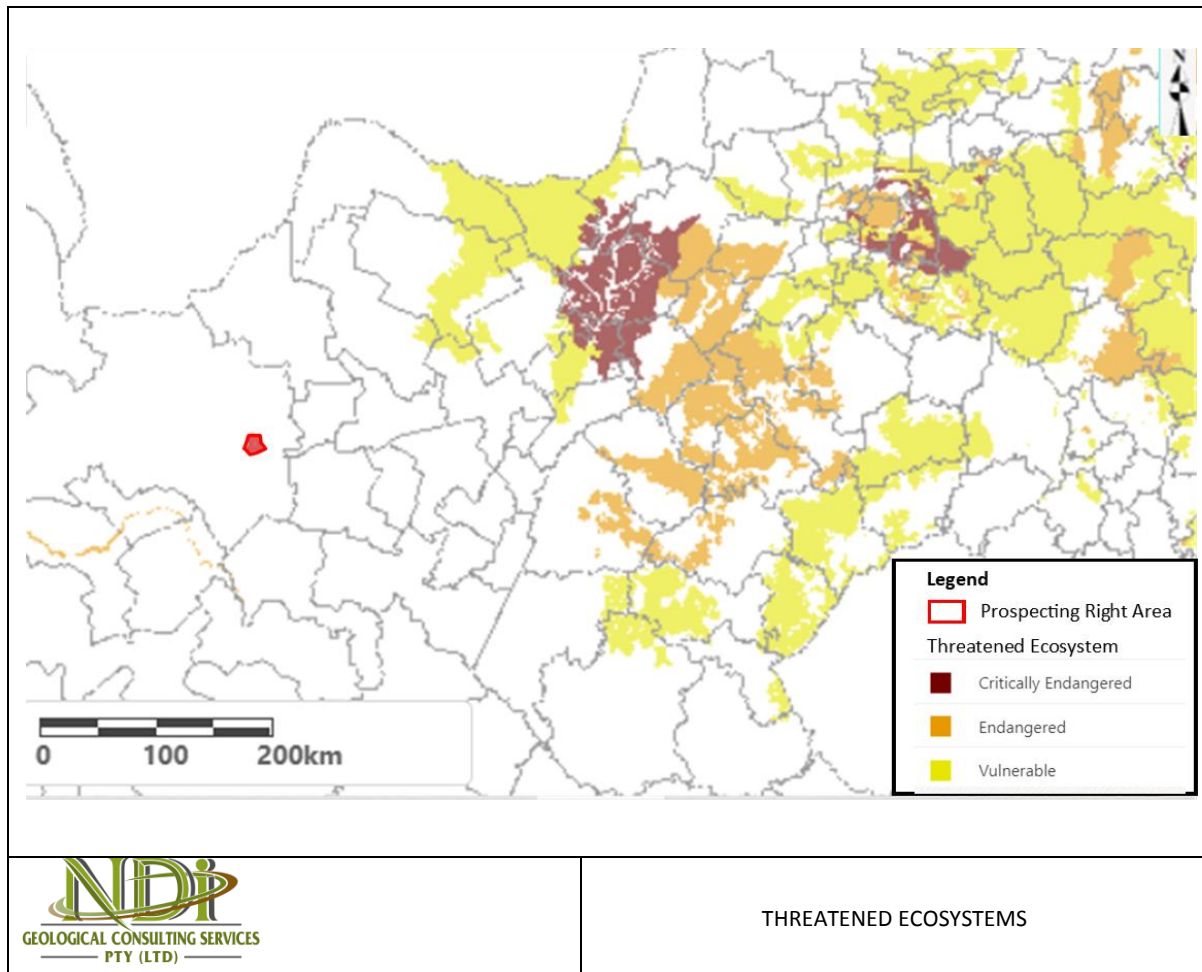 N
Legend
Prospecting Right Area
Threatened Ecosystem
Critically Endangered
Endangered
Vulnerable
0 100 200km
NDi
GEOLOGICAL CONSULTING SERVICES
PTY (LTD)
THREATENED ECOSYSTEMS